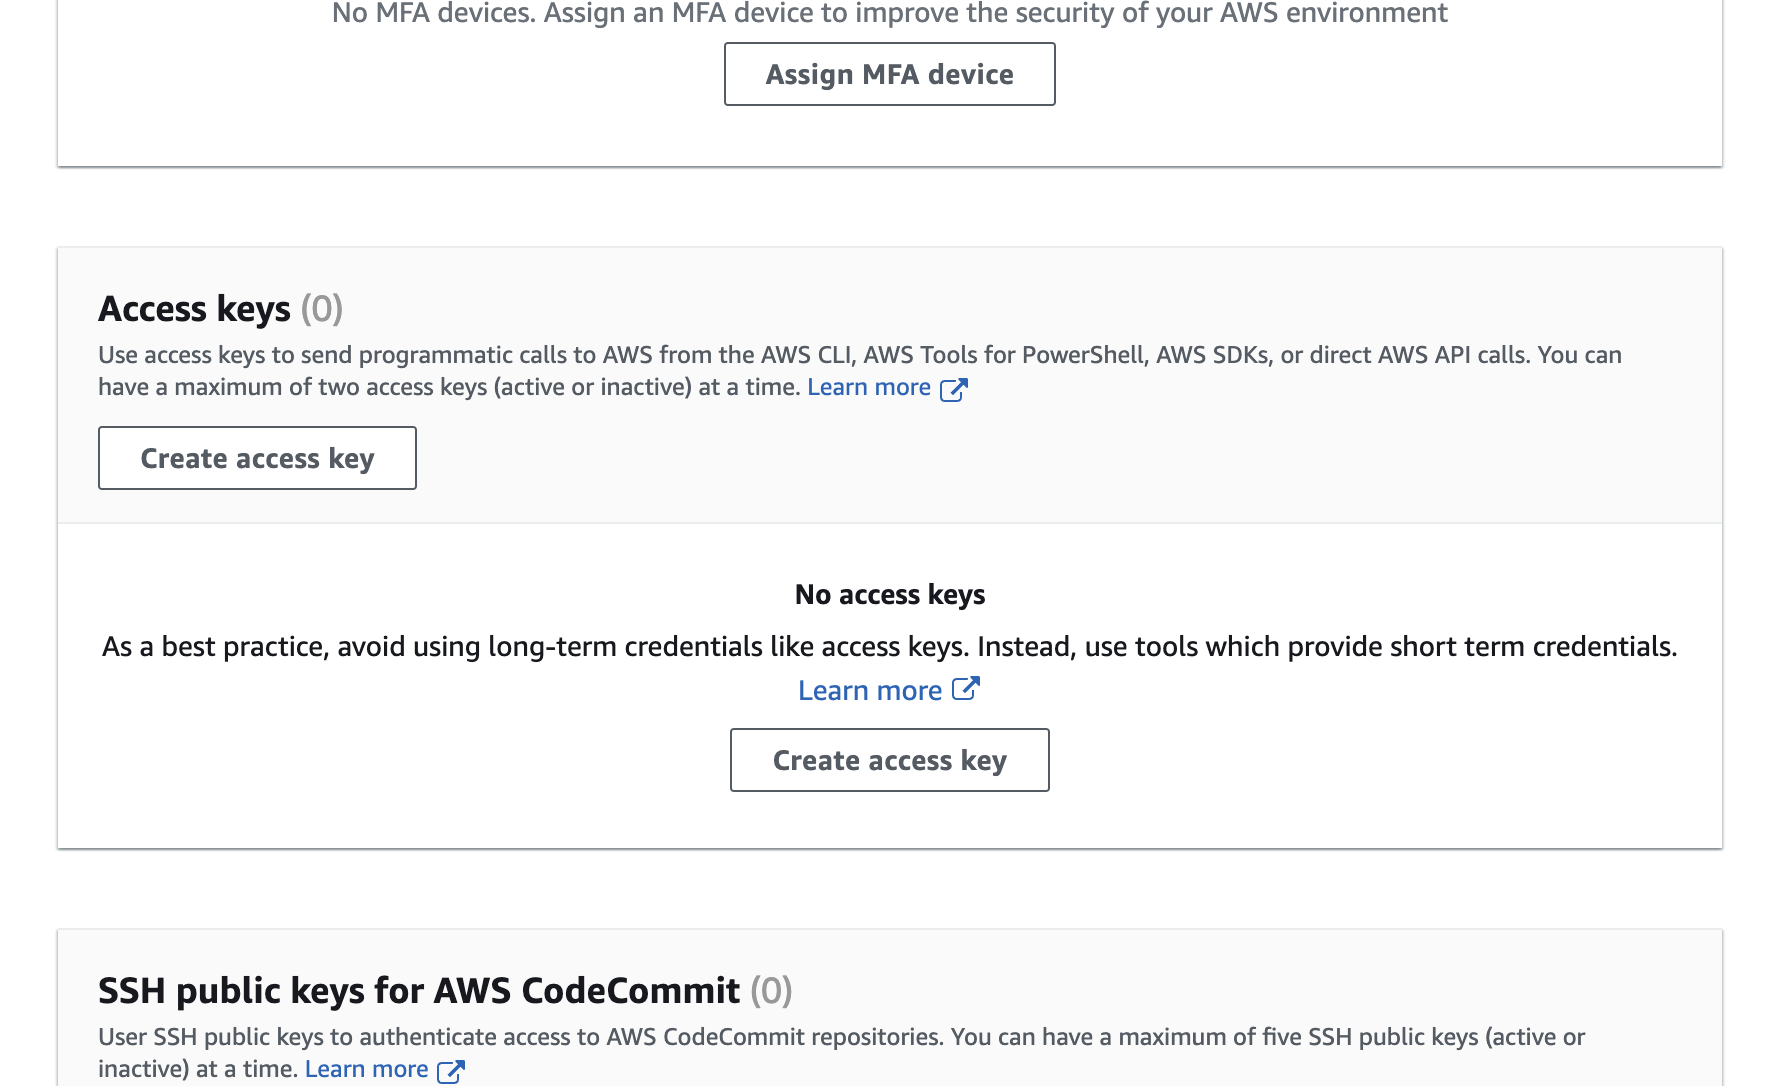 No MFA devices. Assign an MFA device to improve the security of your AWS environment
Assign MFA device
Access keys (0)
Use access keys to send programmatic calls to AWS from the AWS CLI, AWS Tools for PowerShell, AWS SDKs, or direct AWS API calls. You can
have a maximum of two access keys (active or inactive) at a time. Learn more
Create access key
No access keys
As a best practice, avoid using long-term credentials like access keys. Instead, use tools which provide short term credentials.
Learn more
Create access key
SSH public keys for AWS CodeCommit (0)
User SSH public keys to authenticate access to AWS CodeCommit repositories. You can have a maximum of five SSH public keys (active or
inactive) at a time. Learn more